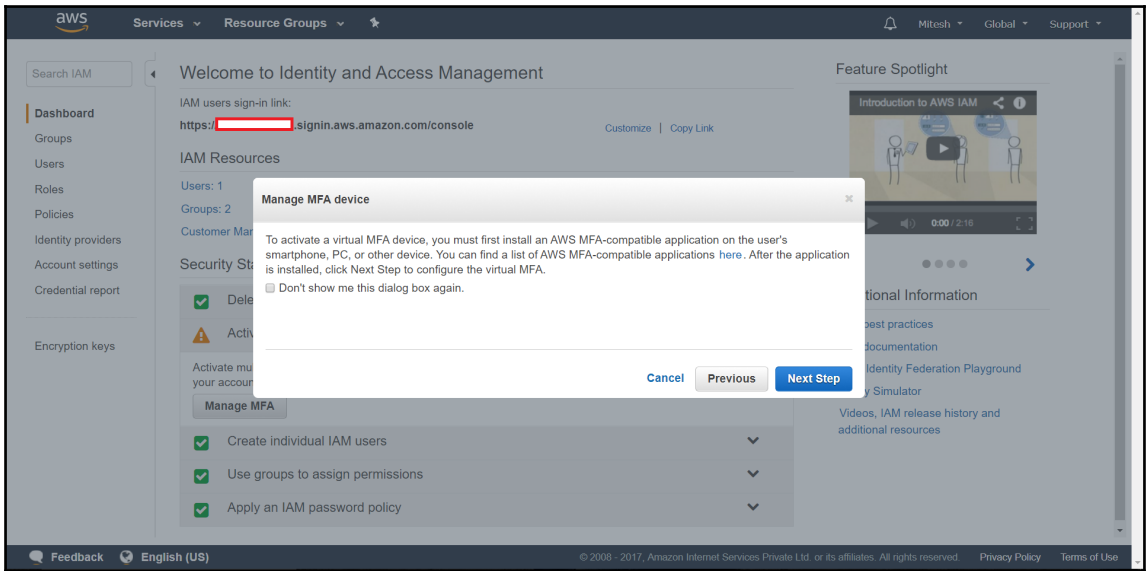 aws
Services
Resource Groups
Mitesh
Global
Support
Search IAM
Dashboard
Groups
Users
Roles
Policies
Identity providers
Account settings
Credential report
Encryption keys
Welcome to Identity and Access Management
IAM users sign-in link:
https:/ .signin.aws.amazon.com/console
Customize | Copy Link
IAM Resources
Users: 1
Groups: 2
Customer Mar
Security Sta
Dele
Activ
Activate mu
your accoun
Manage MFA
Create individual IAM users
Use groups to assign permissions
Apply an IAM password policy
Manage MFA device
To activate a virtual MFA device, you must first install an AWS MFA-compatible application on the user's
smartphone, PC, or other device. You can find a list of AWS MFA-compatible applications here. After the application
is installed, click Next Step to configure the virtual MFA.
Don't show me this dialog box again.
Cancel
Previous
Next Step
Feature Spotlight
Introduction to AWS IAM
0:00 / 2:16
tional Information
best practices
documentation
Identity Federation Playground
y Simulator
Videos, IAM release history and
additional resources
Feedback
English (US)
© 2008 - 2017, Amazon Internet Services Private Ltd. or its affiliates. All rights reserved.
Privacy Policy
Terms of Use